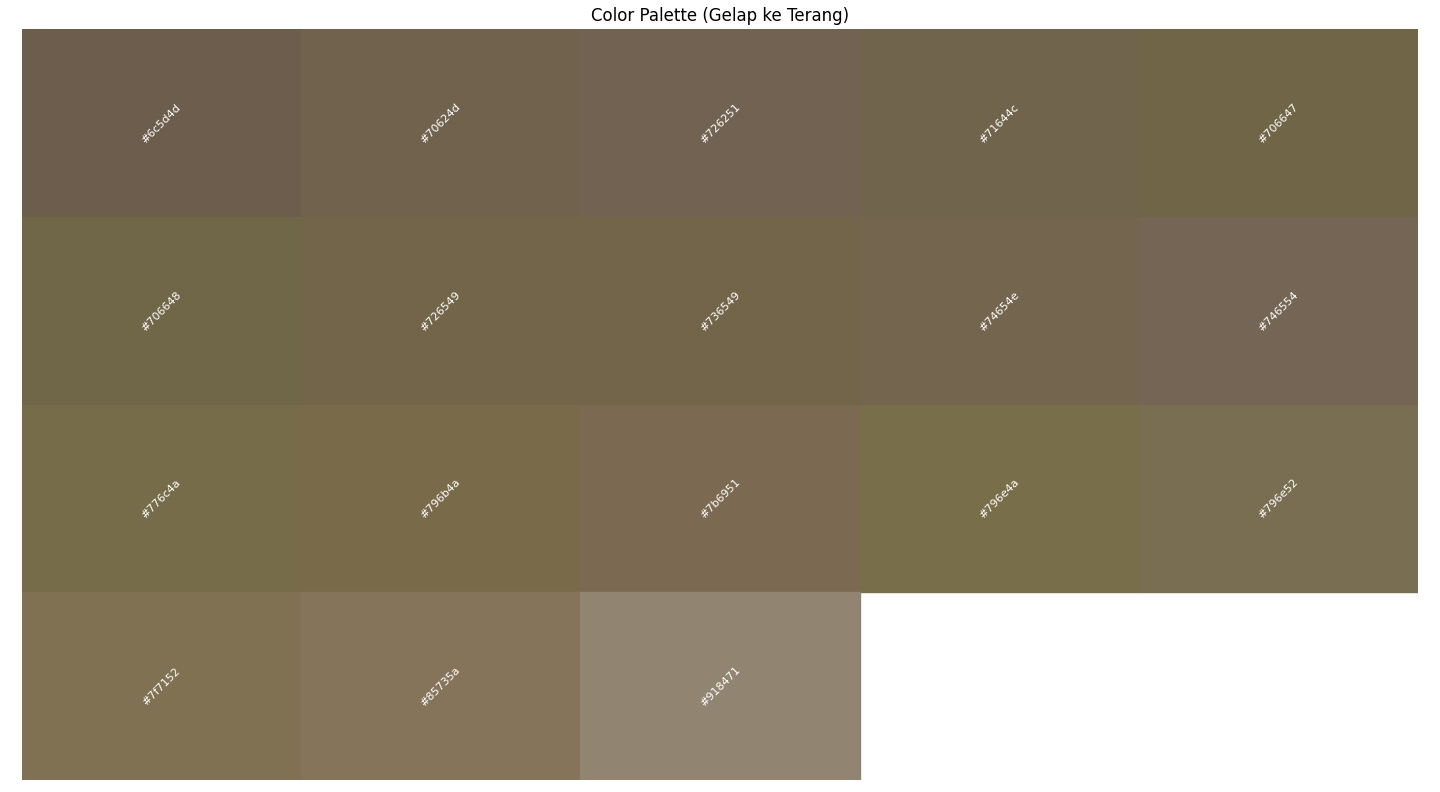 Color Palette (Gelap ke Terang)
#6c5d4d
#70624d
#726251
#71644c
#706647
#706648
#726549
#736549
#74654e
#746554
#776c4a
#796b4a
#7b6951
#796e4a
#796e52
#7f7152
#85735a
#918471